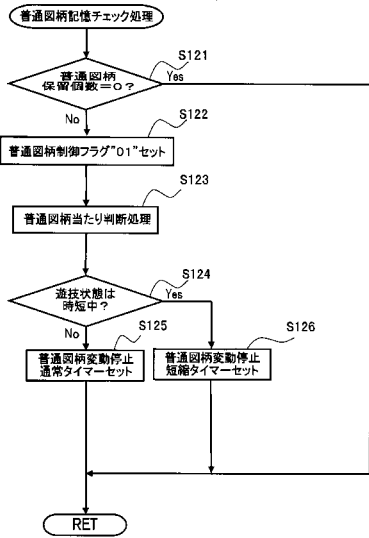 普通図柄記憶チェック処理
S121
普通図柄
保留個数=0?
Yes
No
S122
普通図柄制御フラグ"01"セット
S123
普通図柄当たり判断処理
S124
遊技状態は
時短中?
Yes
No
S125
普通図柄変動停止
通常タイマーセット
S126
普通図柄変動停止
短縮タイマーセット
RET